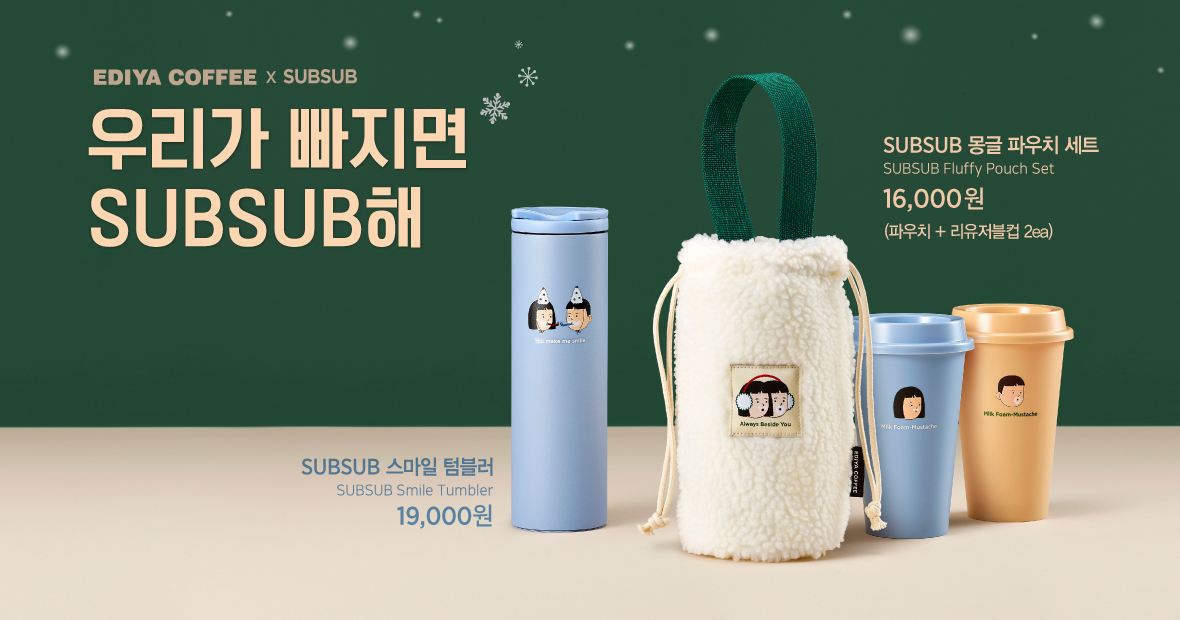 EDIYA COFFEE x SUBSUB
우리가 빠지면
SUBSUB해
SUBSUB 몽글 파우치 세트
SUBSUB Fluffy Pouch Set
16,000원
(파우치 + 리유저블컵 2ea)
You make me smile
Always Beside You
EDIYA COFFEE
Milk Foam-Mustache
Milk Foam-Mustache
SUBSUB 스마일 텀블러
SUBSUB Smile Tumbler
19,000원